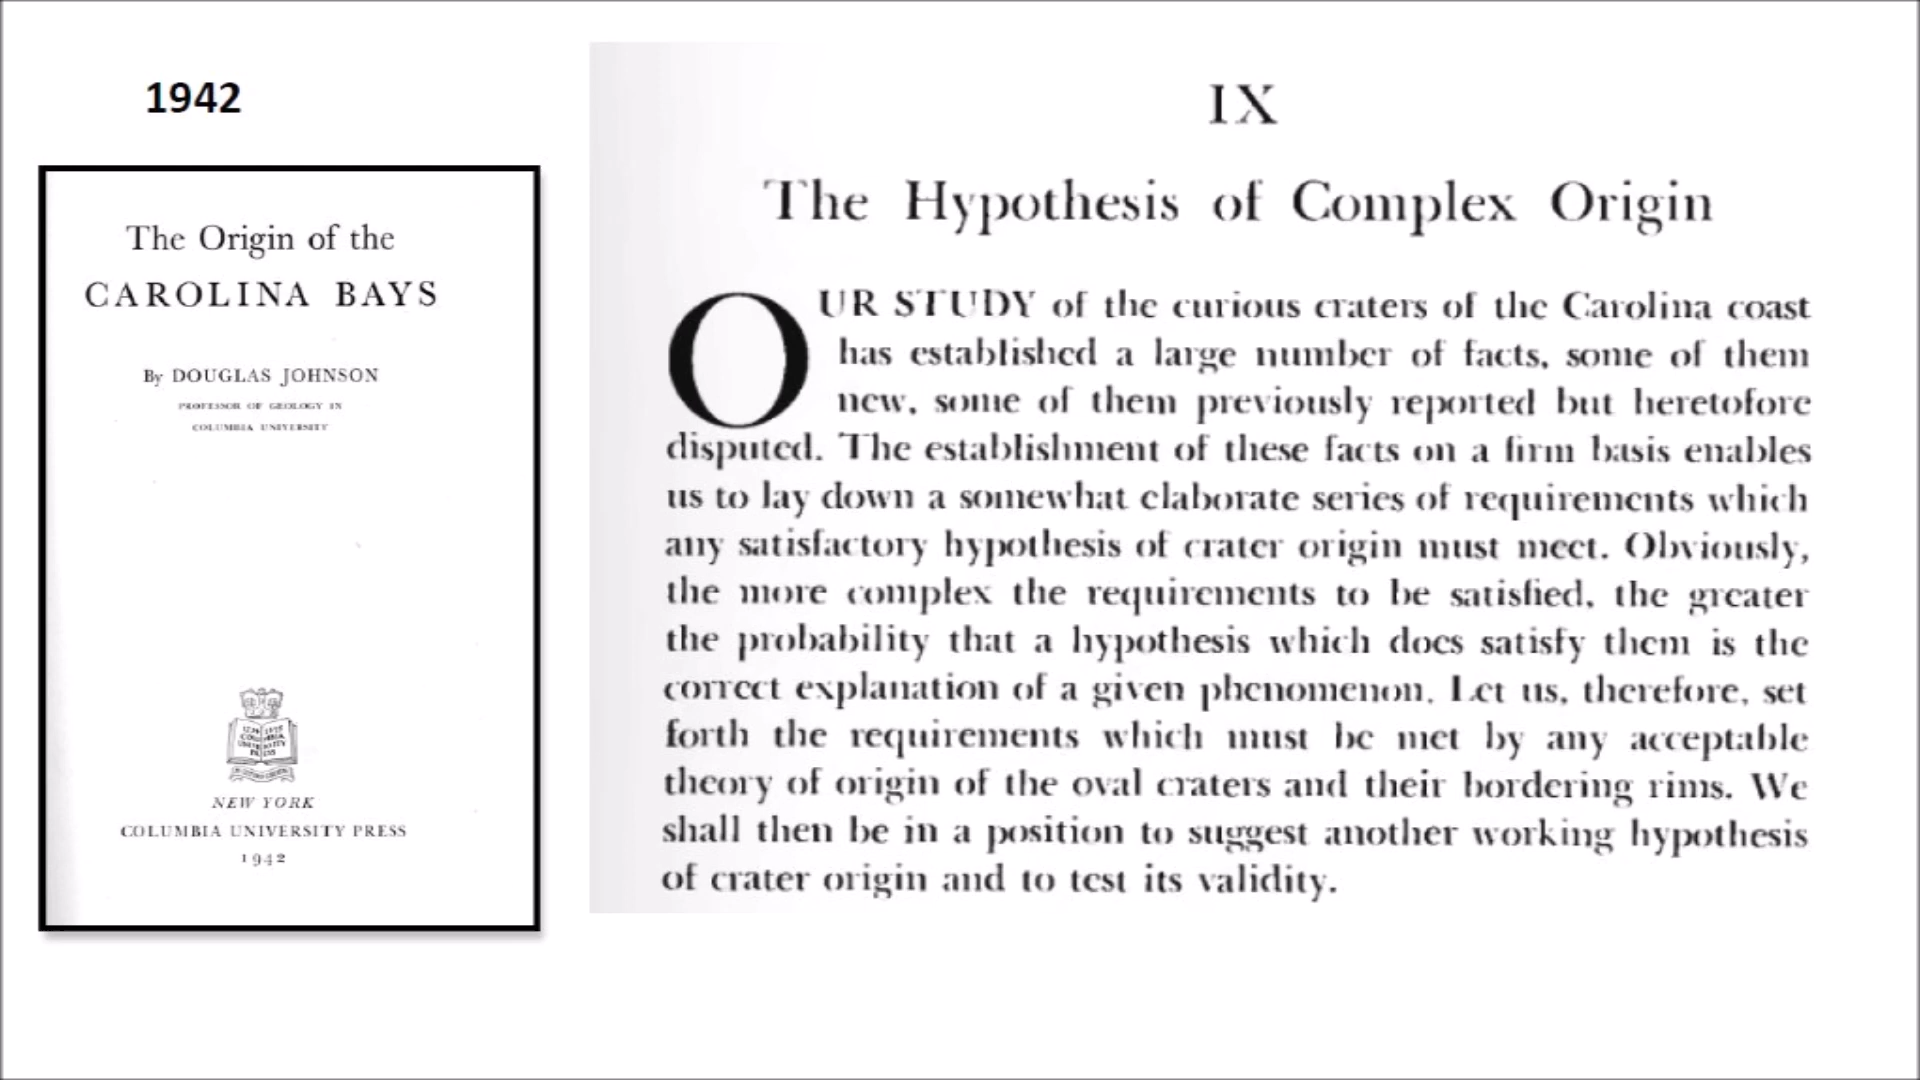 1942
The Origin of the
CAROLINA BAYS
By DOUGLAS JOHNSON
PROFESSOR OF GEOLOGY IN
COLUMBIA UNIVERSITY
NEW YORK
COLUMBIA UNIVERSITY PRESS
1942
IX
The Hypothesis of Complex Origin
OUR STUDY of the curious craters of the Carolina coast
has established a large number of facts, some of them
new, some of them previously reported but heretofore
disputed. The establishment of these facts on a firm basis enables
us to lay down a somewhat elaborate series of requirements which
any satisfactory hypothesis of crater origin must meet. Obviously,
the more complex the requirements to be satisfied, the greater
the probability that a hypothesis which does satisfy them is the
correct explanation of a given phenomenon. Let us, therefore, set
forth the requirements which must be met by any acceptable
theory of origin of the oval craters and their bordering rims. We
shall then be in a position to suggest another working hypothesis
of crater origin and to test its validity.